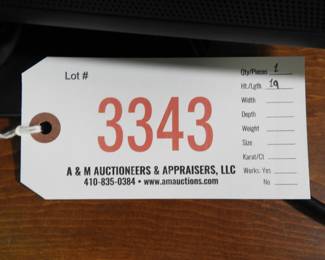 Lot #
3343
A & M AUCTIONEERS & APPRAISERS, LLC
410-835-0384 • www.amauctions.com
Qty/Pieces 1
Ht./Lgth 19
Width
Depth
Weight
Size
Karat/Ct
Works: Yes
No